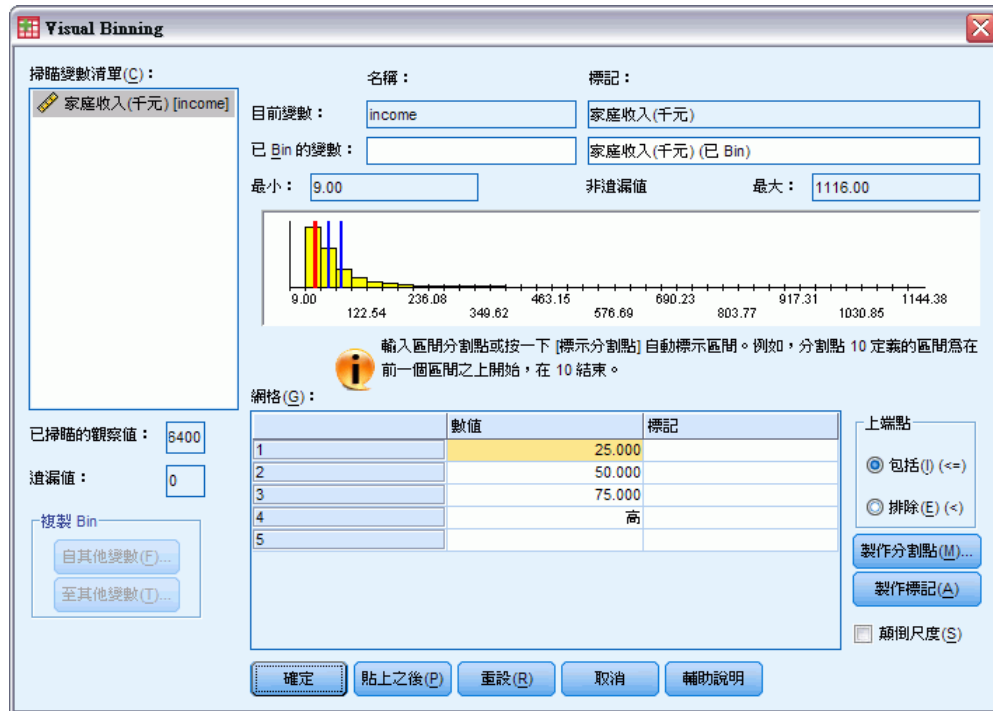 Visual Binning
掃瞄變數清單(C)：
家庭收入(千元) [income]
名稱：
標記：
目前變數：
income
家庭收入(千元)
已 Bin 的變數：
家庭收入(千元) (已 Bin)
最小：
9.00
非遺漏值
最大：
1116.00
9.00
236.08
463.15
690.23
917.31
1144.38
122.54
349.62
576.69
803.77
1030.85
輸入區間分割點或按一下 [標示分割點] 自動標示區間。例如，分割點 10 定義的區間為在
前一個區間之上開始，在 10 結束。
網格(G)：
數值
標記
1
25.000
2
50.000
3
75.000
4
高
5
已掃瞄的觀察值：
6400
遺漏值：
0
複製 Bin
自其他變數(F)...
至其他變數(T)...
上端點
包括(I) (<=)
排除(E) (<)
製作分割點(M)...
製作標記(A)
顛倒尺度(S)
確定
貼上之後(P)
重設(R)
取消
輔助說明